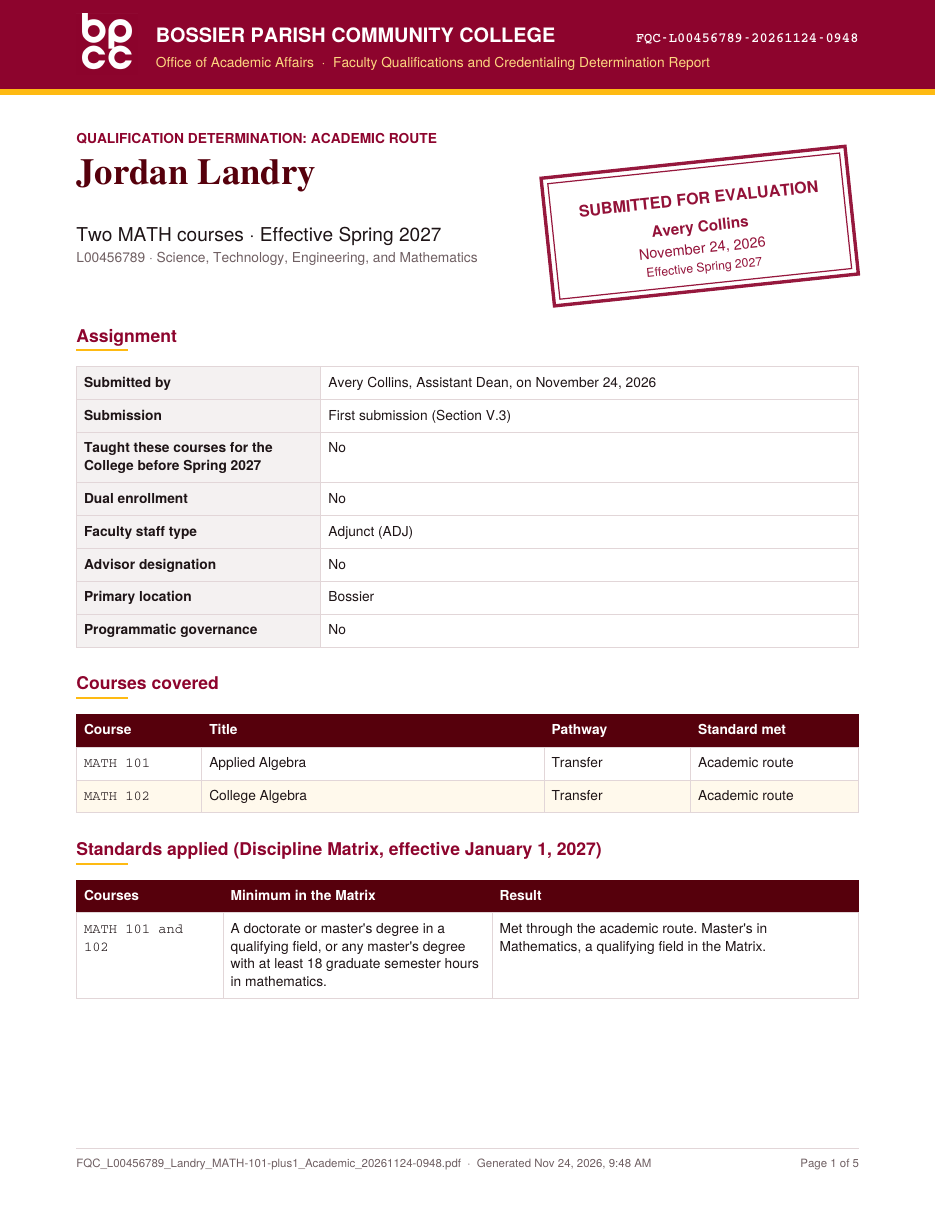 bp
cc
BOSSIER PARISH COMMUNITY COLLEGE
FQC-L00456789-20261124-0948
Office of Academic Affairs · Faculty Qualifications and Credentialing Determination Report
QUALIFICATION DETERMINATION: ACADEMIC ROUTE
Jordan Landry
Two MATH courses · Effective Spring 2027
L00456789 · Science, Technology, Engineering, and Mathematics
SUBMITTED FOR EVALUATION
Avery Collins
November 24, 2026
Effective Spring 2027
Assignment
Submitted by
Avery Collins, Assistant Dean, on November 24, 2026
Submission
First submission (Section V.3)
Taught these courses for the
College before Spring 2027
No
Dual enrollment
No
Faculty staff type
Adjunct (ADJ)
Advisor designation
No
Primary location
Bossier
Programmatic governance
No
Courses covered
Course Title Pathway Standard met
MATH 101 Applied Algebra Transfer Academic route
MATH 102 College Algebra Transfer Academic route
Standards applied (Discipline Matrix, effective January 1, 2027)
Courses Minimum in the Matrix Result
MATH 101 and
102
A doctorate or master's degree in a
qualifying field, or any master's degree
with at least 18 graduate semester hours
in mathematics.
Met through the academic route. Master's in
Mathematics, a qualifying field in the Matrix.
FQC_L00456789_Landry_MATH-101-plus1_Academic_20261124-0948.pdf · Generated Nov 24, 2026, 9:48 AM
Page 1 of 5